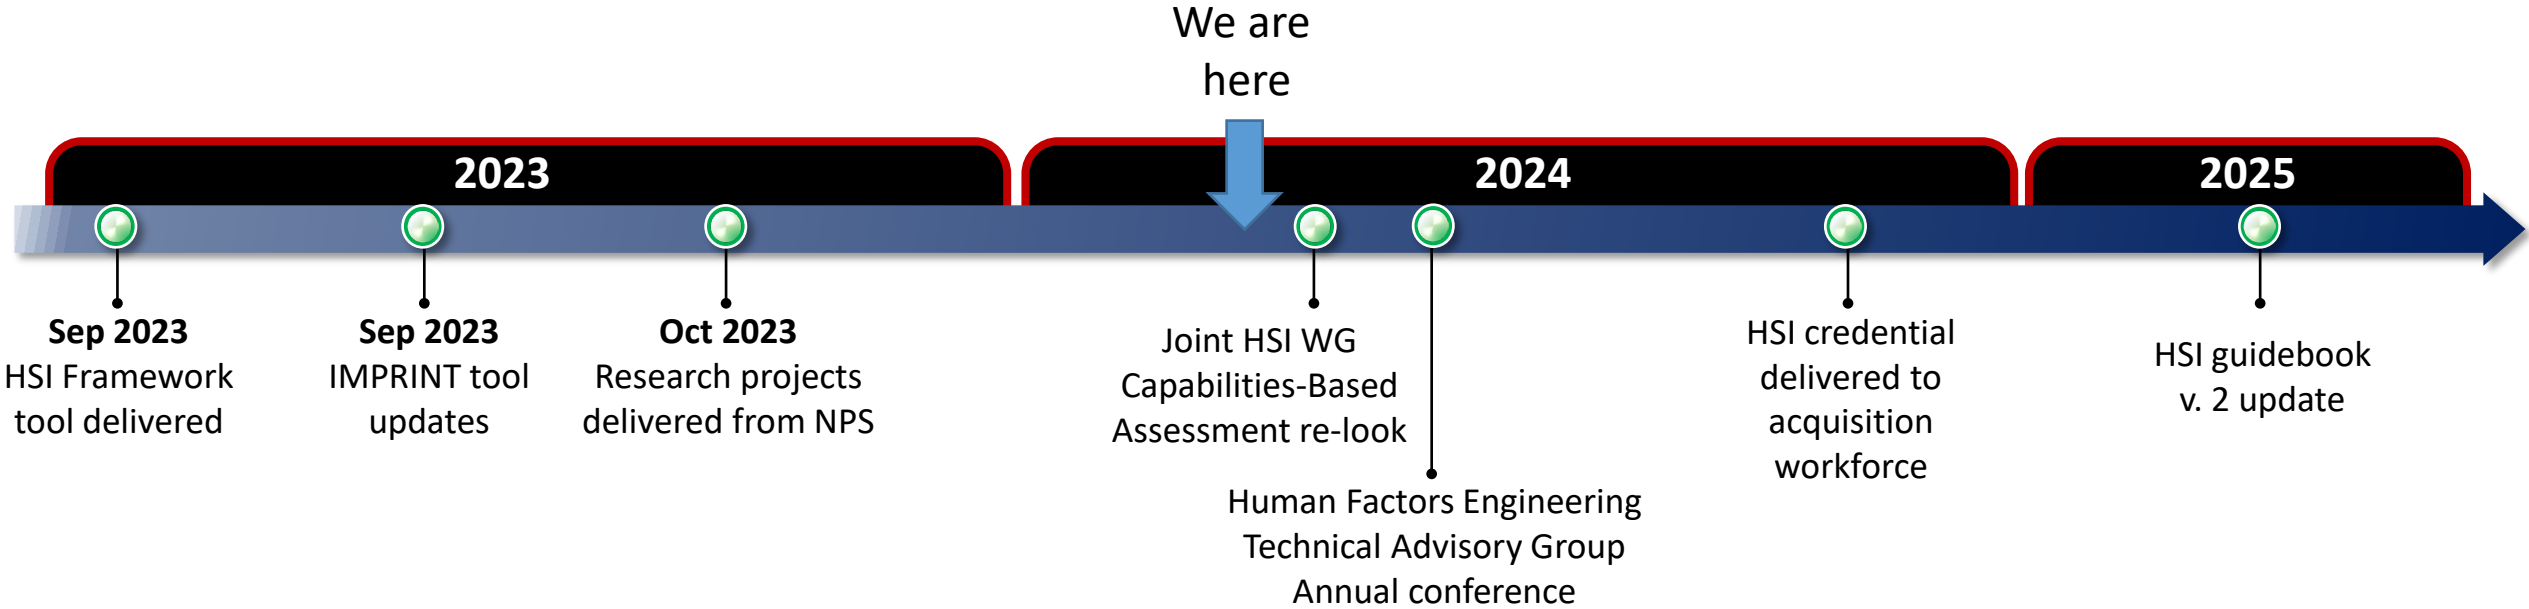 We are
here
2023
2024
2025
Sep 2023
HSI Framework
tool delivered
Sep 2023
IMPRINT tool
updates
Oct 2023
Research projects
delivered from NPS
Joint HSI WG
Capabilities-Based
Assessment re-look
Human Factors Engineering
Technical Advisory Group
Annual conference
HSI credential
delivered to
acquisition
workforce
HSI guidebook
v. 2 update